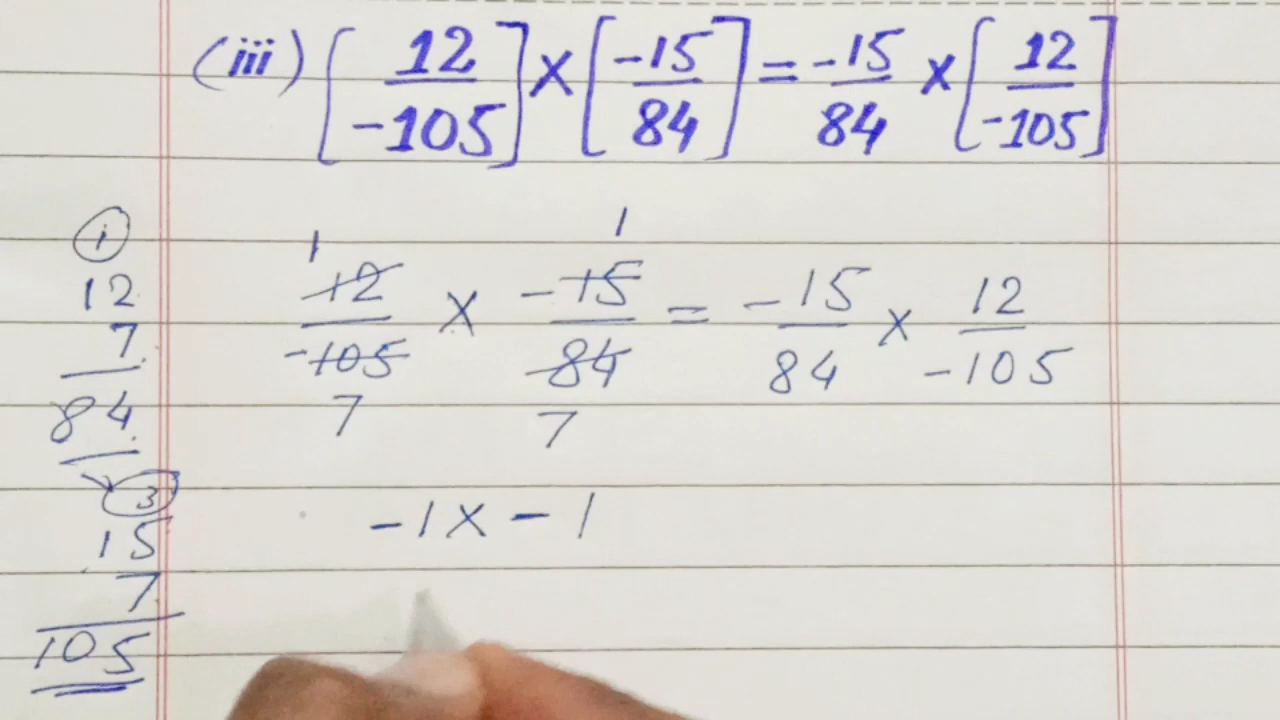 (iii) [12/-105] × [-15/84] = -15/84 × [12/-105]
1 1
12/-105 × -15/84 = -15/84 × 12/-105
7 7
-1 × -1
i
12
7
84
3
15
7
105